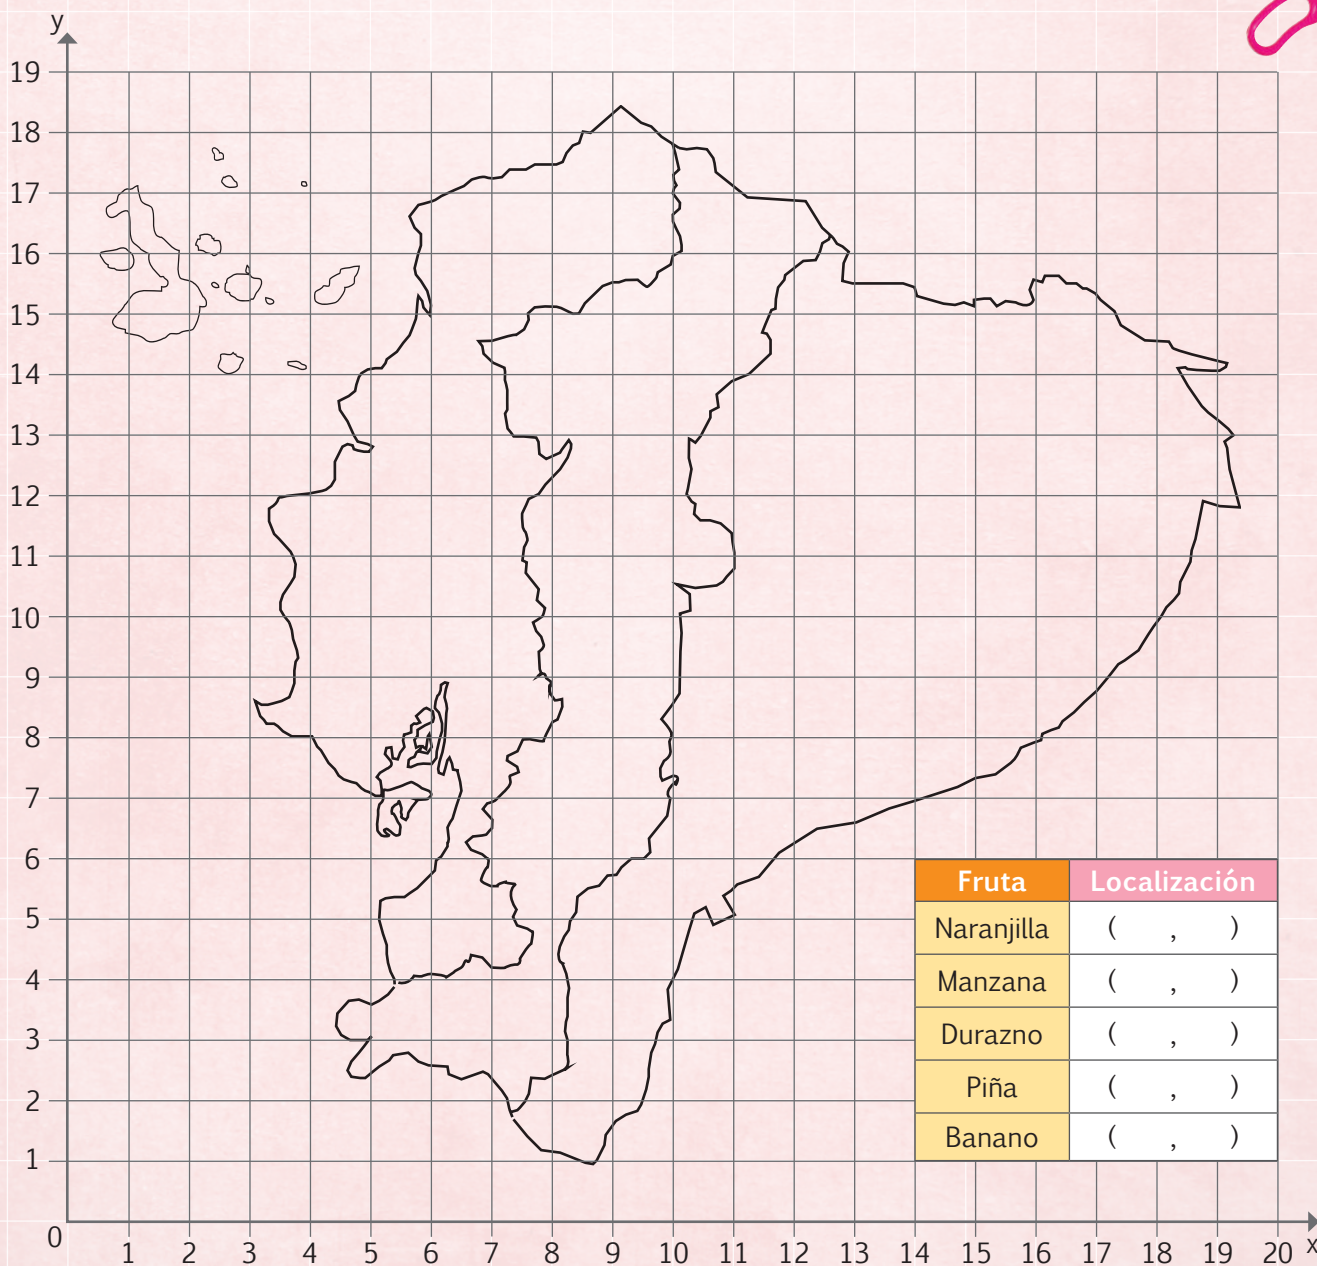 y
19
18
17
16
15
14
13
12
11
10
9
8
7
6
5
4
3
2
1
0
1 2 3 4 5 6 7 8 9 10 11 12 13 14 15 16 17 18 19 20 x
Fruta Localización
Naranjilla ( , )
Manzana ( , )
Durazno ( , )
Piña ( , )
Banano ( , )